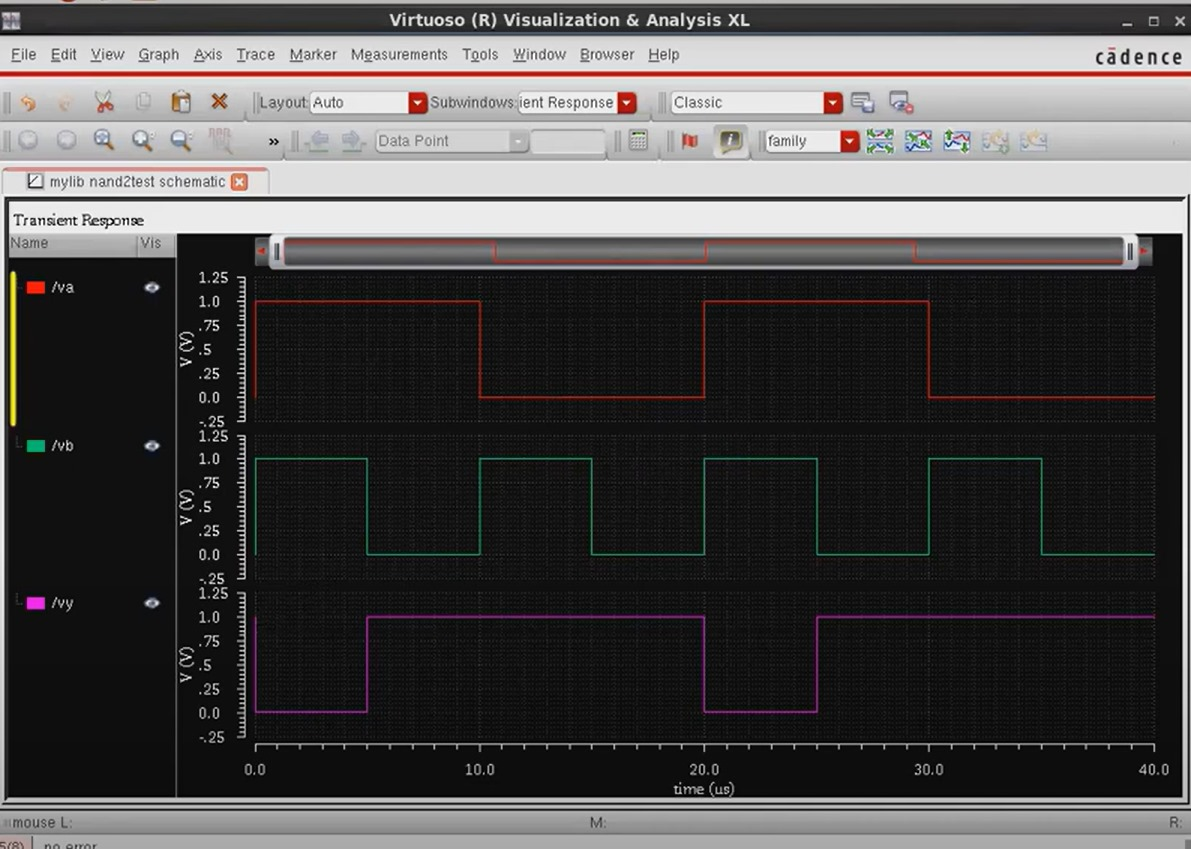 Virtuoso (R) Visualization & Analysis XL
File Edit View Graph Axis Trace Marker Measurements Tools Window Browser Help
cādence
Layout: Auto Subwindows: ient Response Classic
» Data Point family
mylib nand2test schematic
Transient Response
Name Vis
/va
1.25
1.0
.75
.5
.25
0.0
-.25
V (V)
/vb
1.25
1.0
.75
.5
.25
0.0
-.25
V (V)
/vy
1.25
1.0
.75
.5
.25
0.0
-.25
V (V)
0.0 10.0 20.0 30.0 40.0
time (us)
mouse L: M: R:
5(8) no error